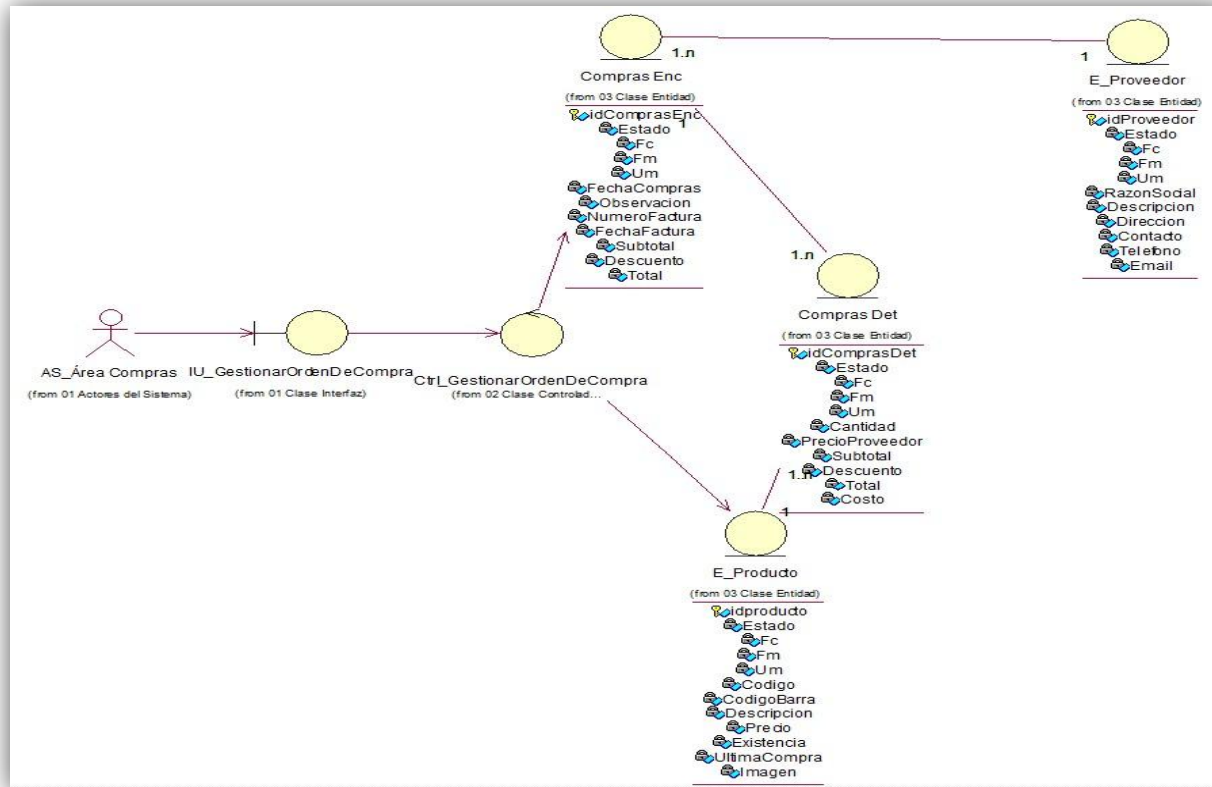 1..n
1
Compras Enc
(from 03 Clase Entidad)
idComprasEnc
1
Estado
Fc
Fm
Um
FechaCompras
Observacion
NumeroFactura
FechaFactura
Subtotal
Descuento
Total
E_Proveedor
(from 03 Clase Entidad)
idProveedor
Estado
Fc
Fm
Um
RazonSocial
Descripcion
Direccion
Contacto
Telefono
Email
1..n
Compras Det
(from 03 Clase Entidad)
idComprasDet
Estado
Fc
Fm
Um
Cantidad
PrecioProveedor
Subtotal
Descuento
Total
Costo
1..n
1
AS_Área Compras
(from 01 Actores del Sistema)
IU_GestionarOrdenDeCompra
(from 01 Clase Interfaz)
Ctrl_GestionarOrdenDeCompra
(from 02 Clase Controlad...
E_Producto
(from 03 Clase Entidad)
idproducto
Estado
Fc
Fm
Um
Codigo
CodigoBarra
Descripcion
Precio
Existencia
UltimaCompra
Imagen